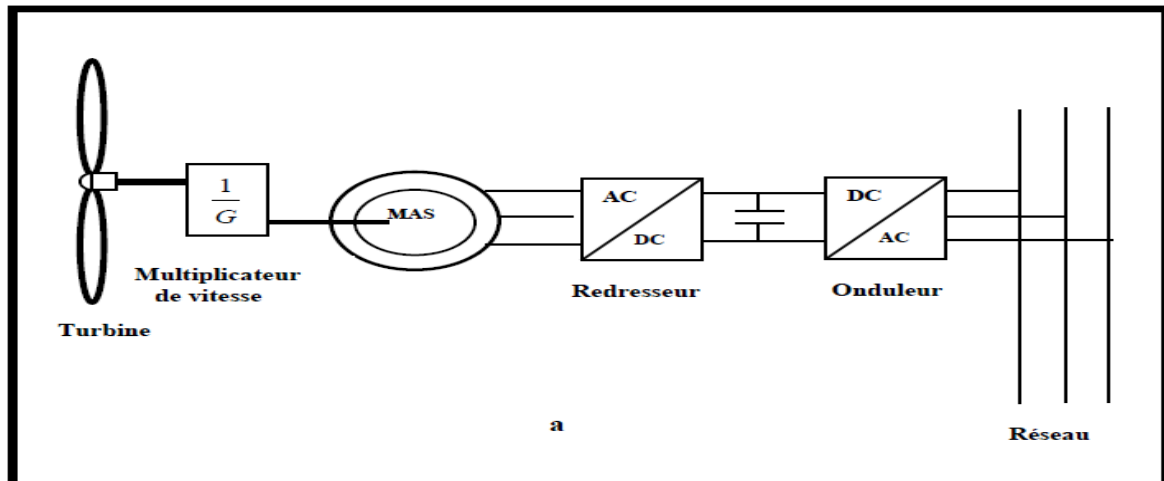 Turbine
1
G
Multiplicateur
de vitesse
MAS
AC
DC
Redresseur
DC
AC
Onduleur
Réseau
a